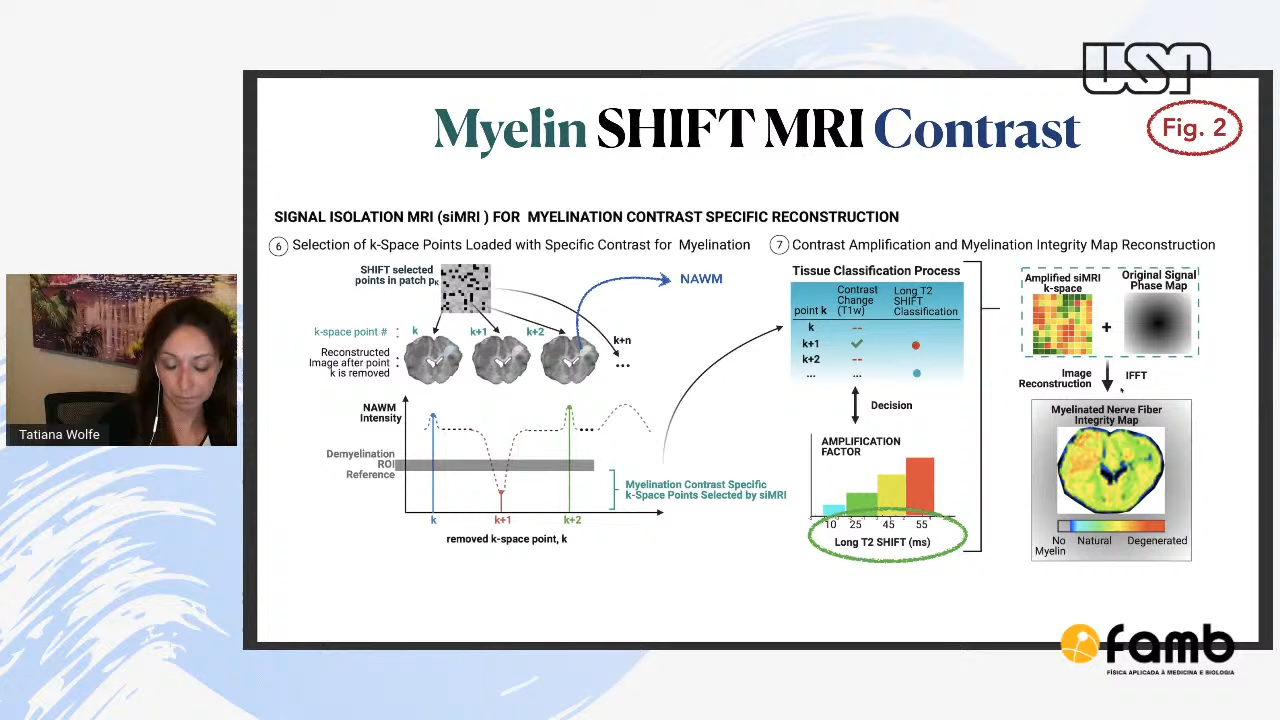 USP
Myelin SHIFT MRI Contrast
Fig. 2
SIGNAL ISOLATION MRI (siMRI ) FOR MYELINATION CONTRAST SPECIFIC RECONSTRUCTION
6 Selection of k-Space Points Loaded with Specific Contrast for Myelination
SHIFT selected
points in patch pK
NAWM
k-space point # :
k
k+1
k+2
k+n
Reconstructed
Image after point :
k is removed
...
NAWM
Intensity
Demyelination
ROI
Reference
Myelination Contrast Specific
k-Space Points Selected by siMRI
k
k+1
k+2
removed k-space point, k
7 Contrast Amplification and Myelination Integrity Map Reconstruction
Tissue Classification Process
point k
Contrast
Change
(T1w)
Long T2
SHIFT
Classification
k --
k+1 ✓
k+2 --
... ...
Decision
AMPLIFICATION
FACTOR
10 25 45 55
Long T2 SHIFT (ms)
Amplified siMRI
k-space
+
Original Signal
Phase Map
Image
Reconstruction
IFFT
Myelinated Nerve Fiber
Integrity Map
No
Myelin
Natural
Degenerated
Tatiana Wolfe
famb
FÍSICA APLICADA À MEDICINA E BIOLOGIA